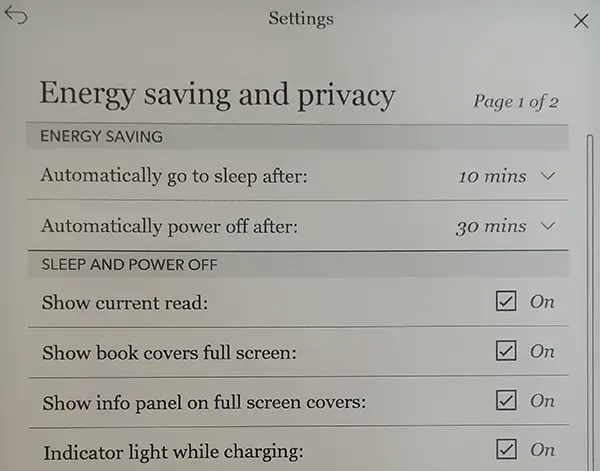 Settings
Energy saving and privacy Page 1 of 2
ENERGY SAVING
Automatically go to sleep after: 10 mins
Automatically power off after: 30 mins
SLEEP AND POWER OFF
Show current read: On
Show book covers full screen: On
Show info panel on full screen covers: On
Indicator light while charging: On